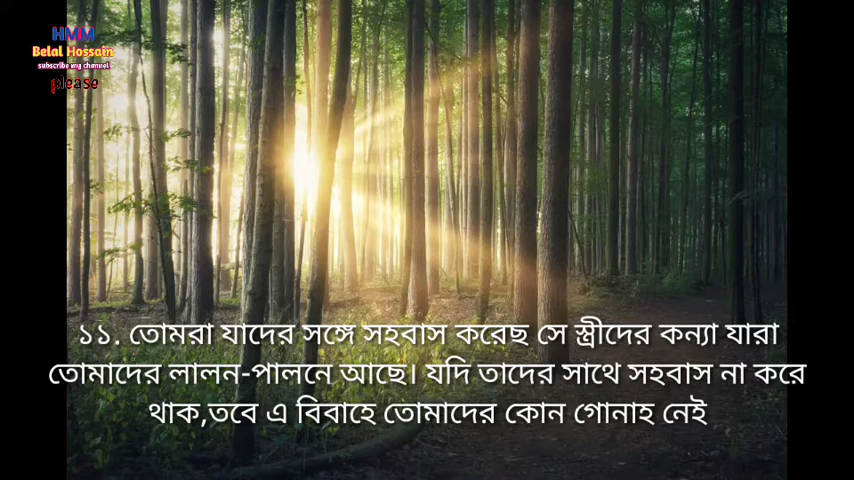 HMM
Belal Hossain
subscribe my channel
please
১১. তোমরা যাদের সঙ্গে সহবাস করেছ সে স্ত্রীদের কন্যা যারা
তোমাদের লালন-পালনে আছে। যদি তাদের সাথে সহবাস না করে
থাক,তবে এ বিবাহে তোমাদের কোন গোনাহ নেই